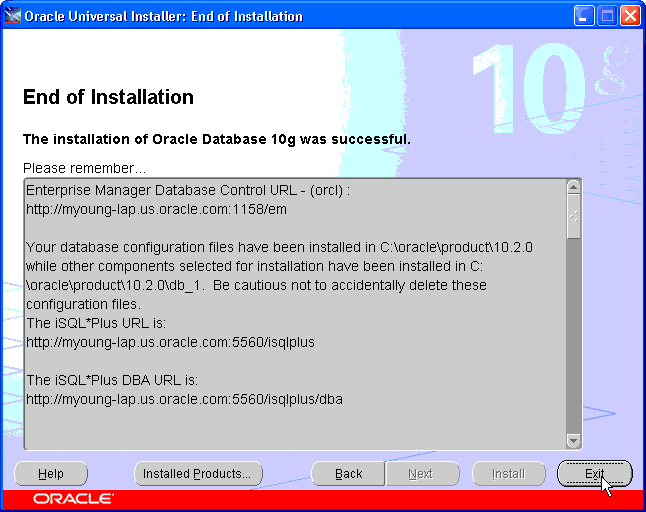 Oracle Universal Installer: End of Installation
10g
End of Installation
The installation of Oracle Database 10g was successful.
Please remember...
Enterprise Manager Database Control URL - (orcl) :
http://myoung-lap.us.oracle.com:1158/em
Your database configuration files have been installed in C:\oracle\product\10.2.0
while other components selected for installation have been installed in C:
\oracle\product\10.2.0\db_1.  Be cautious not to accidentally delete these
configuration files.
The iSQL*Plus URL is:
http://myoung-lap.us.oracle.com:5560/isqlplus
The iSQL*Plus DBA URL is:
http://myoung-lap.us.oracle.com:5560/isqlplus/dba
Help
Installed Products...
Back
Next
Install
Exit
ORACLE